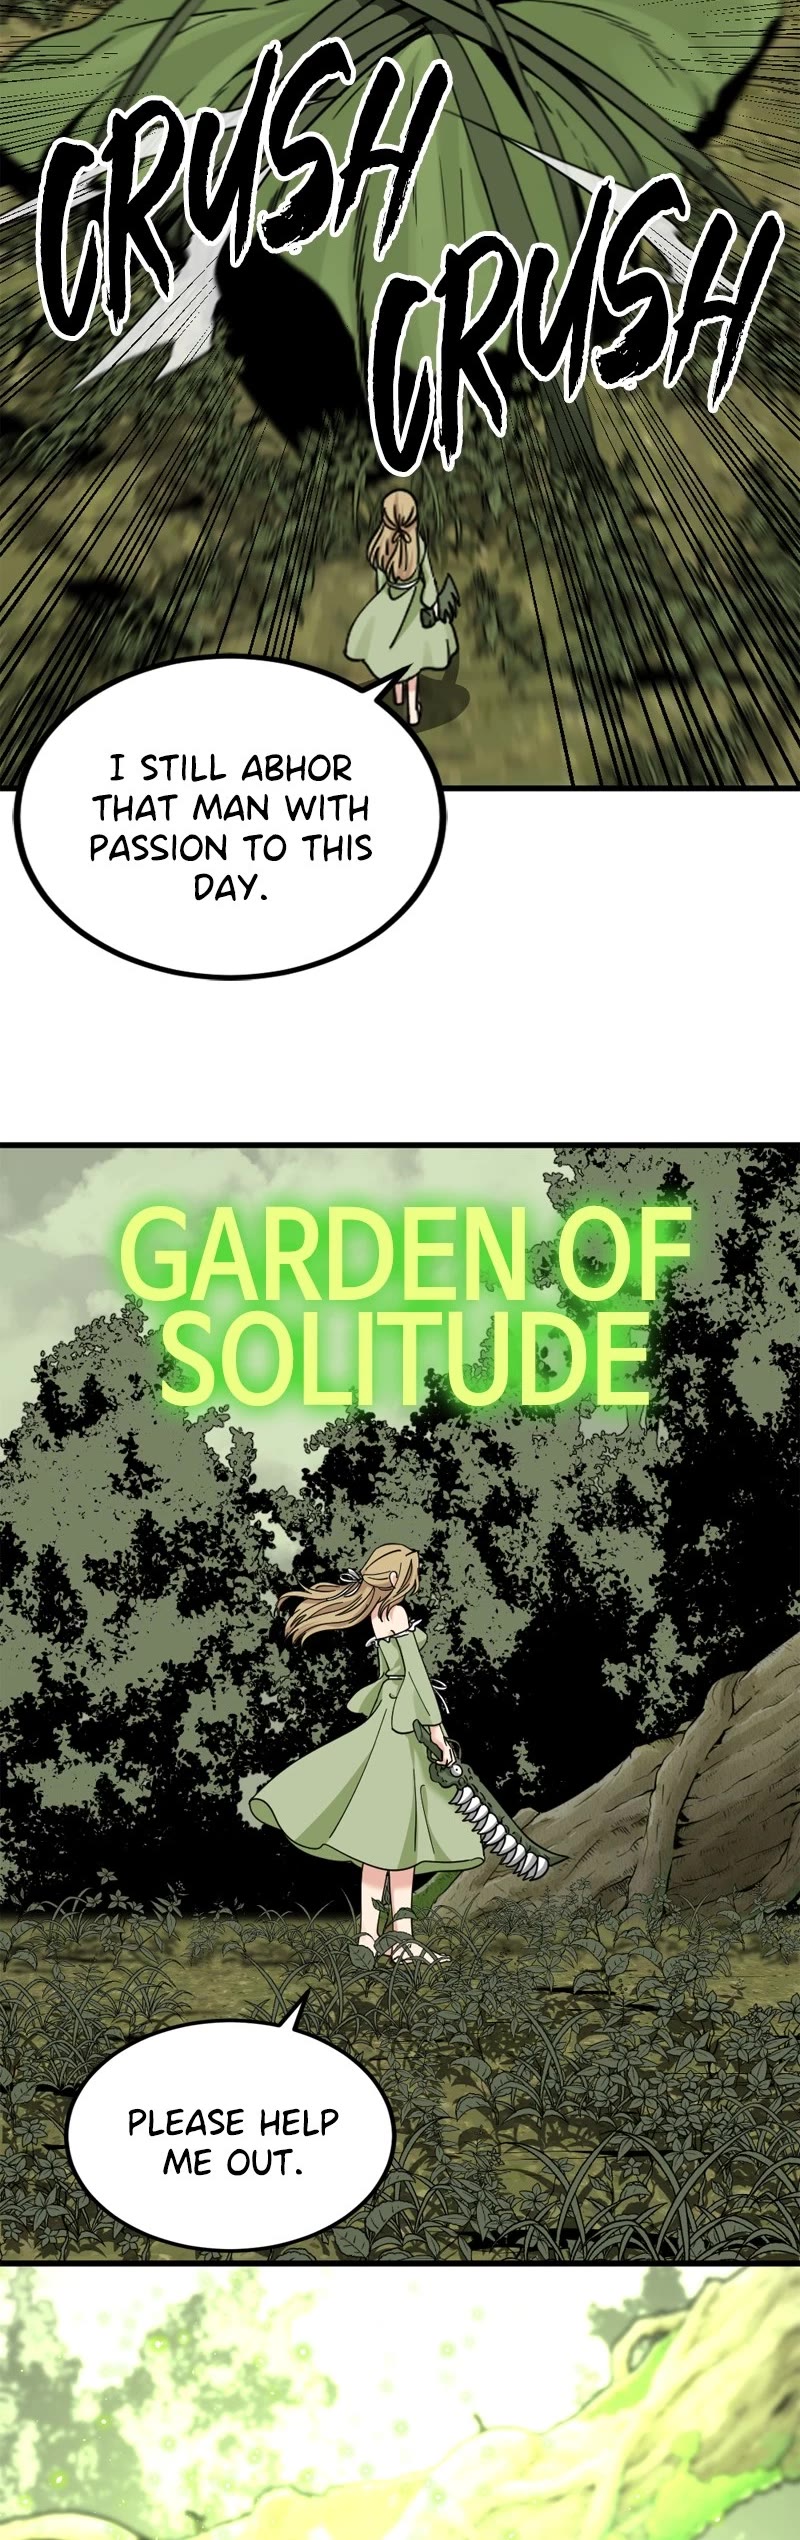 CRUSH
CRUSH
I STILL ABHOR
THAT MAN WITH
PASSION TO THIS
DAY.
GARDEN OF
SOLITUDE
PLEASE HELP
ME OUT.